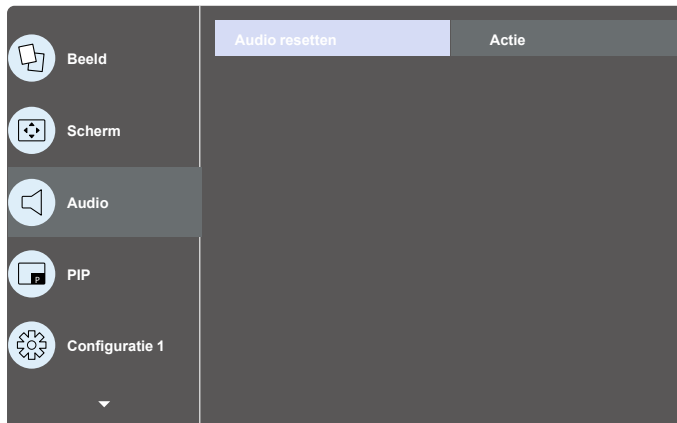 Beeld
Scherm
Audio
P
PIP
Configuratie 1
Audio resetten
Actie